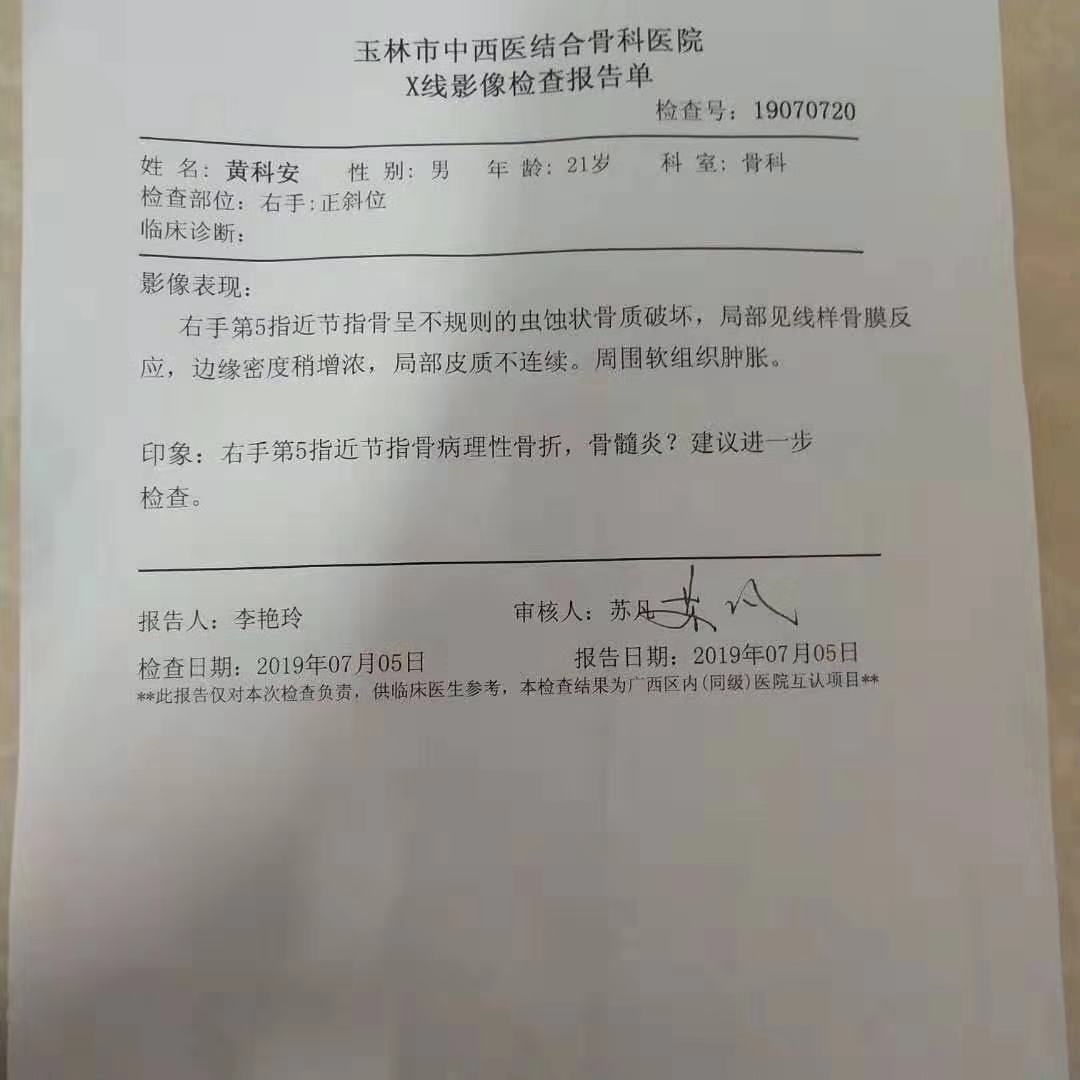 玉林市中西医结合骨科医院
X线影像检查报告单
检查号：19070720
姓 名：黄科安 性 别：男 年 龄：21岁 科 室：骨科
检查部位：右手:正斜位
临床诊断：
影像表现：
右手第5指近节指骨呈不规则的虫蚀状骨质破坏，局部见线样骨膜反
应，边缘密度稍增浓，局部皮质不连续。周围软组织肿胀。
印象：右手第5指近节指骨病理性骨折，骨髓炎？建议进一步
检查。
报告人：李艳玲 审核人：苏凡 苏凡
检查日期：2019年07月05日 报告日期：2019年07月05日
**此报告仅对本次检查负责，供临床医生参考，本检查结果为广西区内(同级)医院互认项目**